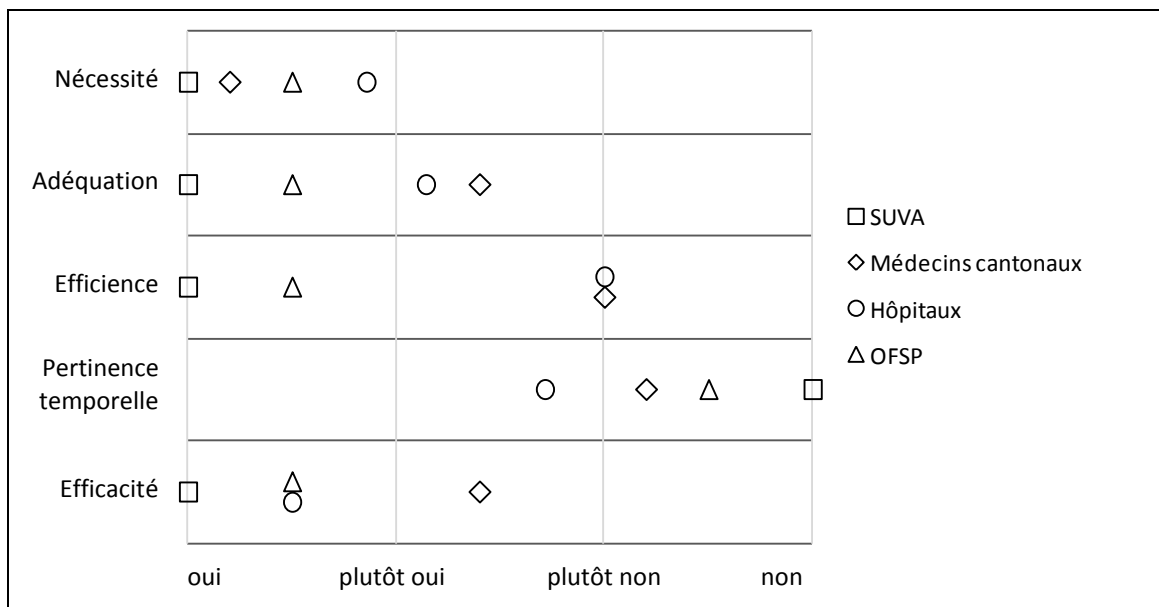 Nécessité
Adéquation
Efficience
Pertinence
temporelle
Efficacité
oui
plutôt oui
plutôt non
non
SUVA
Médecins cantonaux
Hôpitaux
OFSP